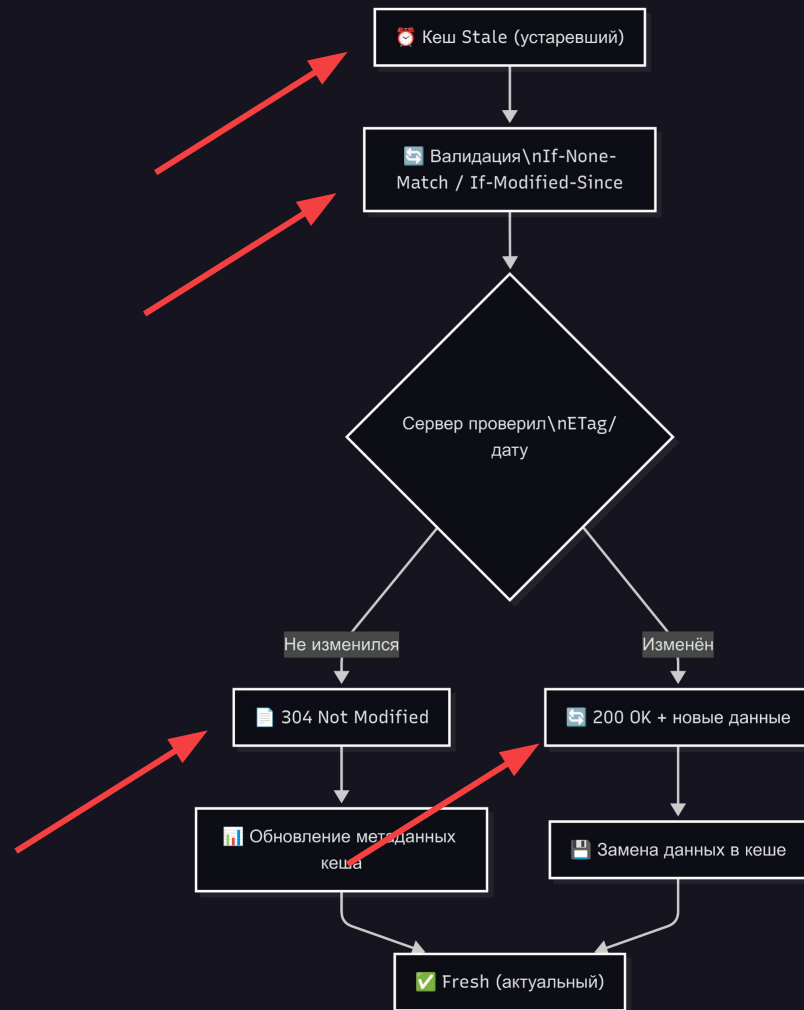 ⏰ Кеш Stale (устаревший)
🔄 Валидация\nIf-None-
Match / If-Modified-Since
Сервер проверил\nETag/
дату
Не изменился
Изменён
📄 304 Not Modified
🔄 200 OK + новые данные
📊 Обновление метаданных
кеша
💾 Замена данных в кеше
✅ Fresh (актуальный)